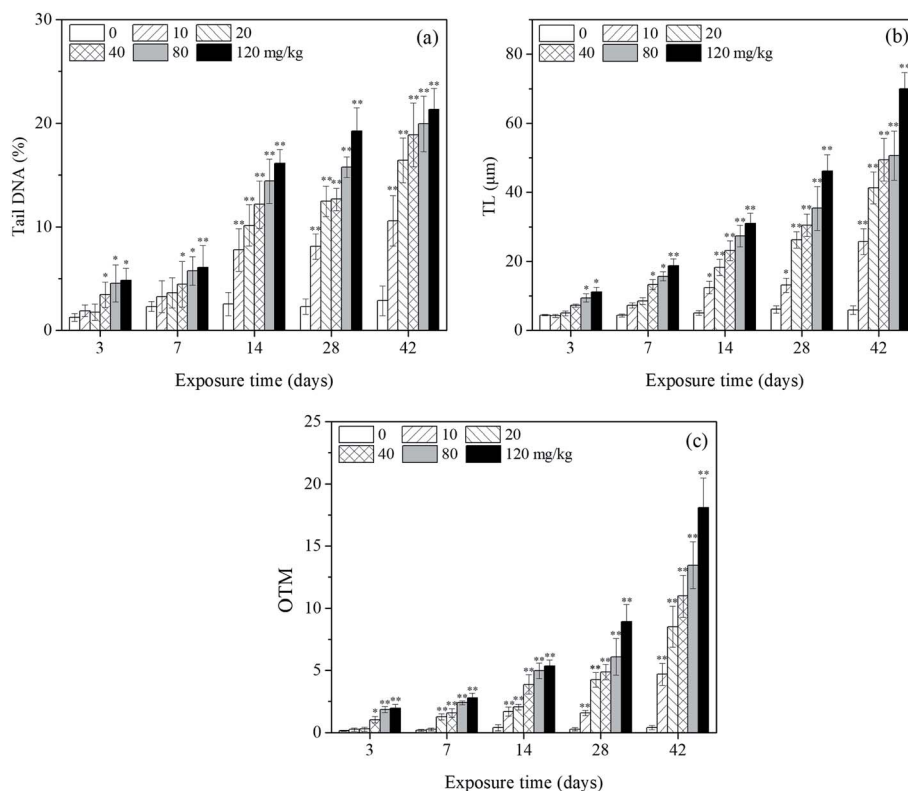 (a)
0 10 20
40 80 120 mg/kg
30
20
10
0
Tail DNA (%)
* * * * * ** ** ** ** ** ** ** ** ** ** ** ** ** ** ** **
3 7 14 28 42
Exposure time (days)
(b)
0 10 20
40 80 120 mg/kg
80
60
40
20
0
TL (μm)
* * * * ** * ** ** ** ** * ** ** ** ** ** ** ** ** **
3 7 14 28 42
Exposure time (days)
(c)
0 10 20
40 80 120 mg/kg
25
20
15
10
5
0
OTM
* ** ** ** ** ** ** ** ** ** ** ** ** ** ** ** ** ** ** ** ** ** **
3 7 14 28 42
Exposure time (days)